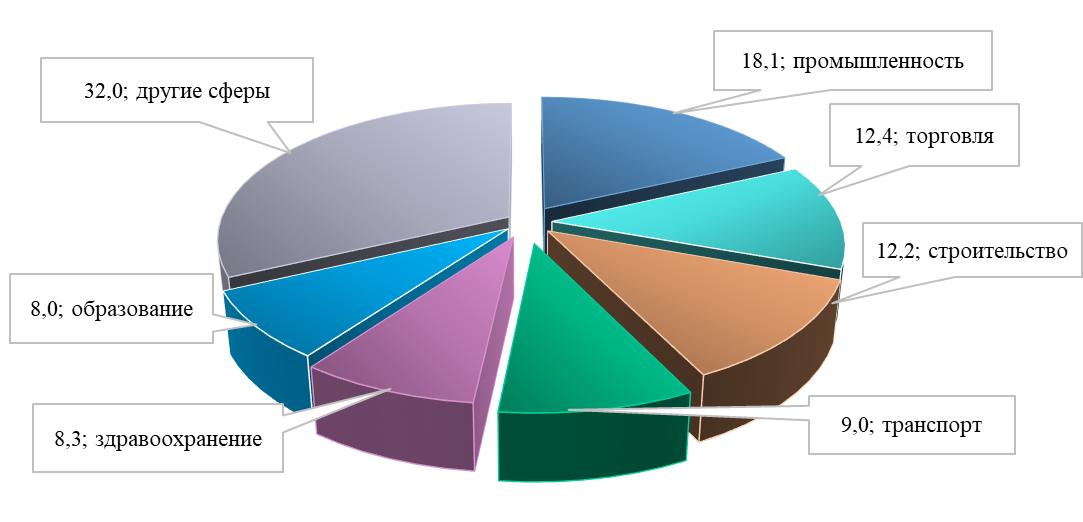 18,1; промышленность
32,0; другие сферы
12,4; торговля
12,2; строительство
8,0; образование
9,0; транспорт
8,3; здравоохранение